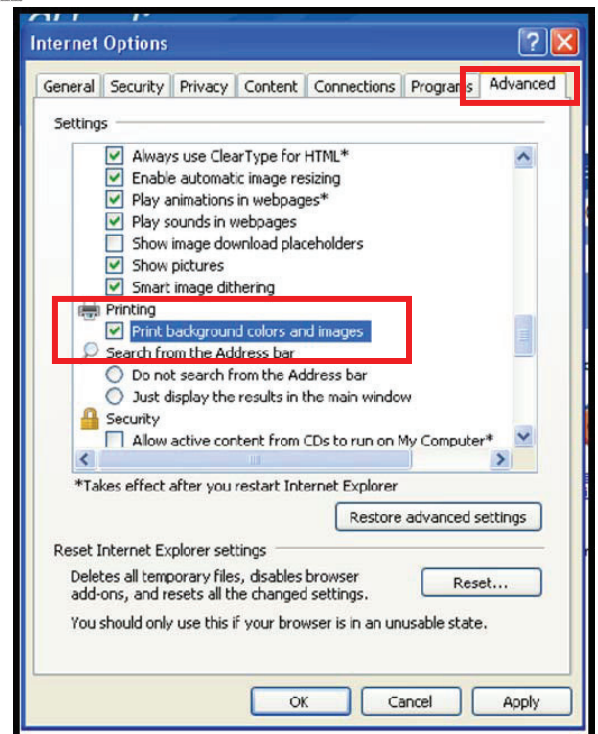 Internet Options
General Security Privacy Content Connections Programs Advanced
Settings
Always use ClearType for HTML*
Enable automatic image resizing
Play animations in webpages*
Play sounds in webpages
Show image download placeholders
Show pictures
Smart image dithering
Printing
Print background colors and images
Search from the Address bar
Do not search from the Address bar
Just display the results in the main window
Security
Allow active content from CDs to run on My Computer*
*Takes effect after you restart Internet Explorer
Restore advanced settings
Reset Internet Explorer settings
Deletes all temporary files, disables browser
add-ons, and resets all the changed settings.
Reset...
You should only use this if your browser is in an unusable state.
OK Cancel Apply